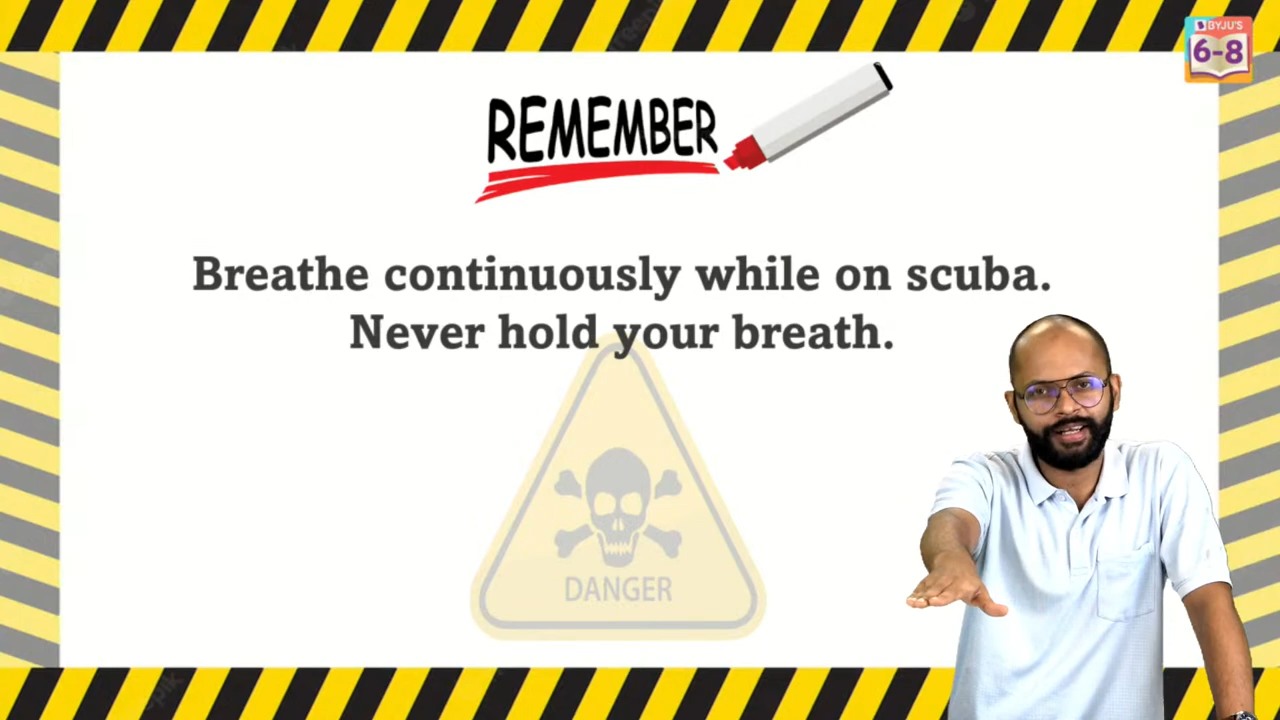 BYJU'S
6-8
REMEMBER
Breathe continuously while on scuba.
Never hold your breath.
DANGER